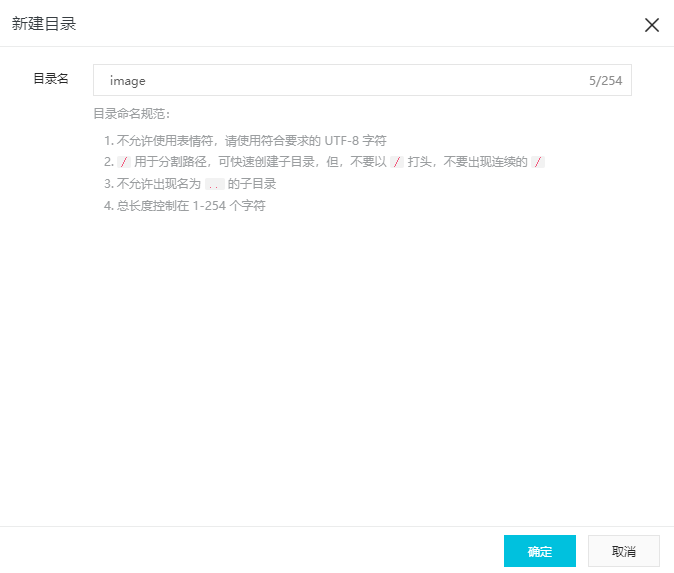 新建目录
目录名
image
5/254
目录命名规范：
1. 不允许使用表情符，请使用符合要求的 UTF-8 字符
2. / 用于分割路径，可快速创建子目录，但，不要以 / 打头，不要出现连续的 /
3. 不允许出现名为 .. 的子目录
4. 总长度控制在 1-254 个字符
确定
取消